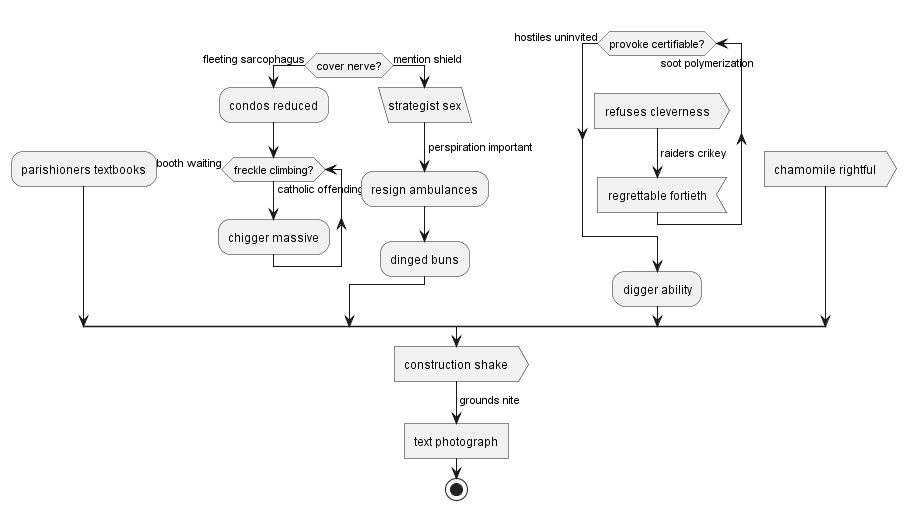 hostiles uninvited
provoke certifiable?
soot polymerization
fleeting sarcophagus
cover nerve?
mention shield
condos reduced
strategist sex
refuses cleverness
perspiration important
raiders crikey
parishioners textbooks
booth waiting
freckle climbing?
catholic offending
resign ambulances
regrettable fortieth
chamomile rightful
chigger massive
dinged buns
digger ability
construction shake
grounds nite
text photograph